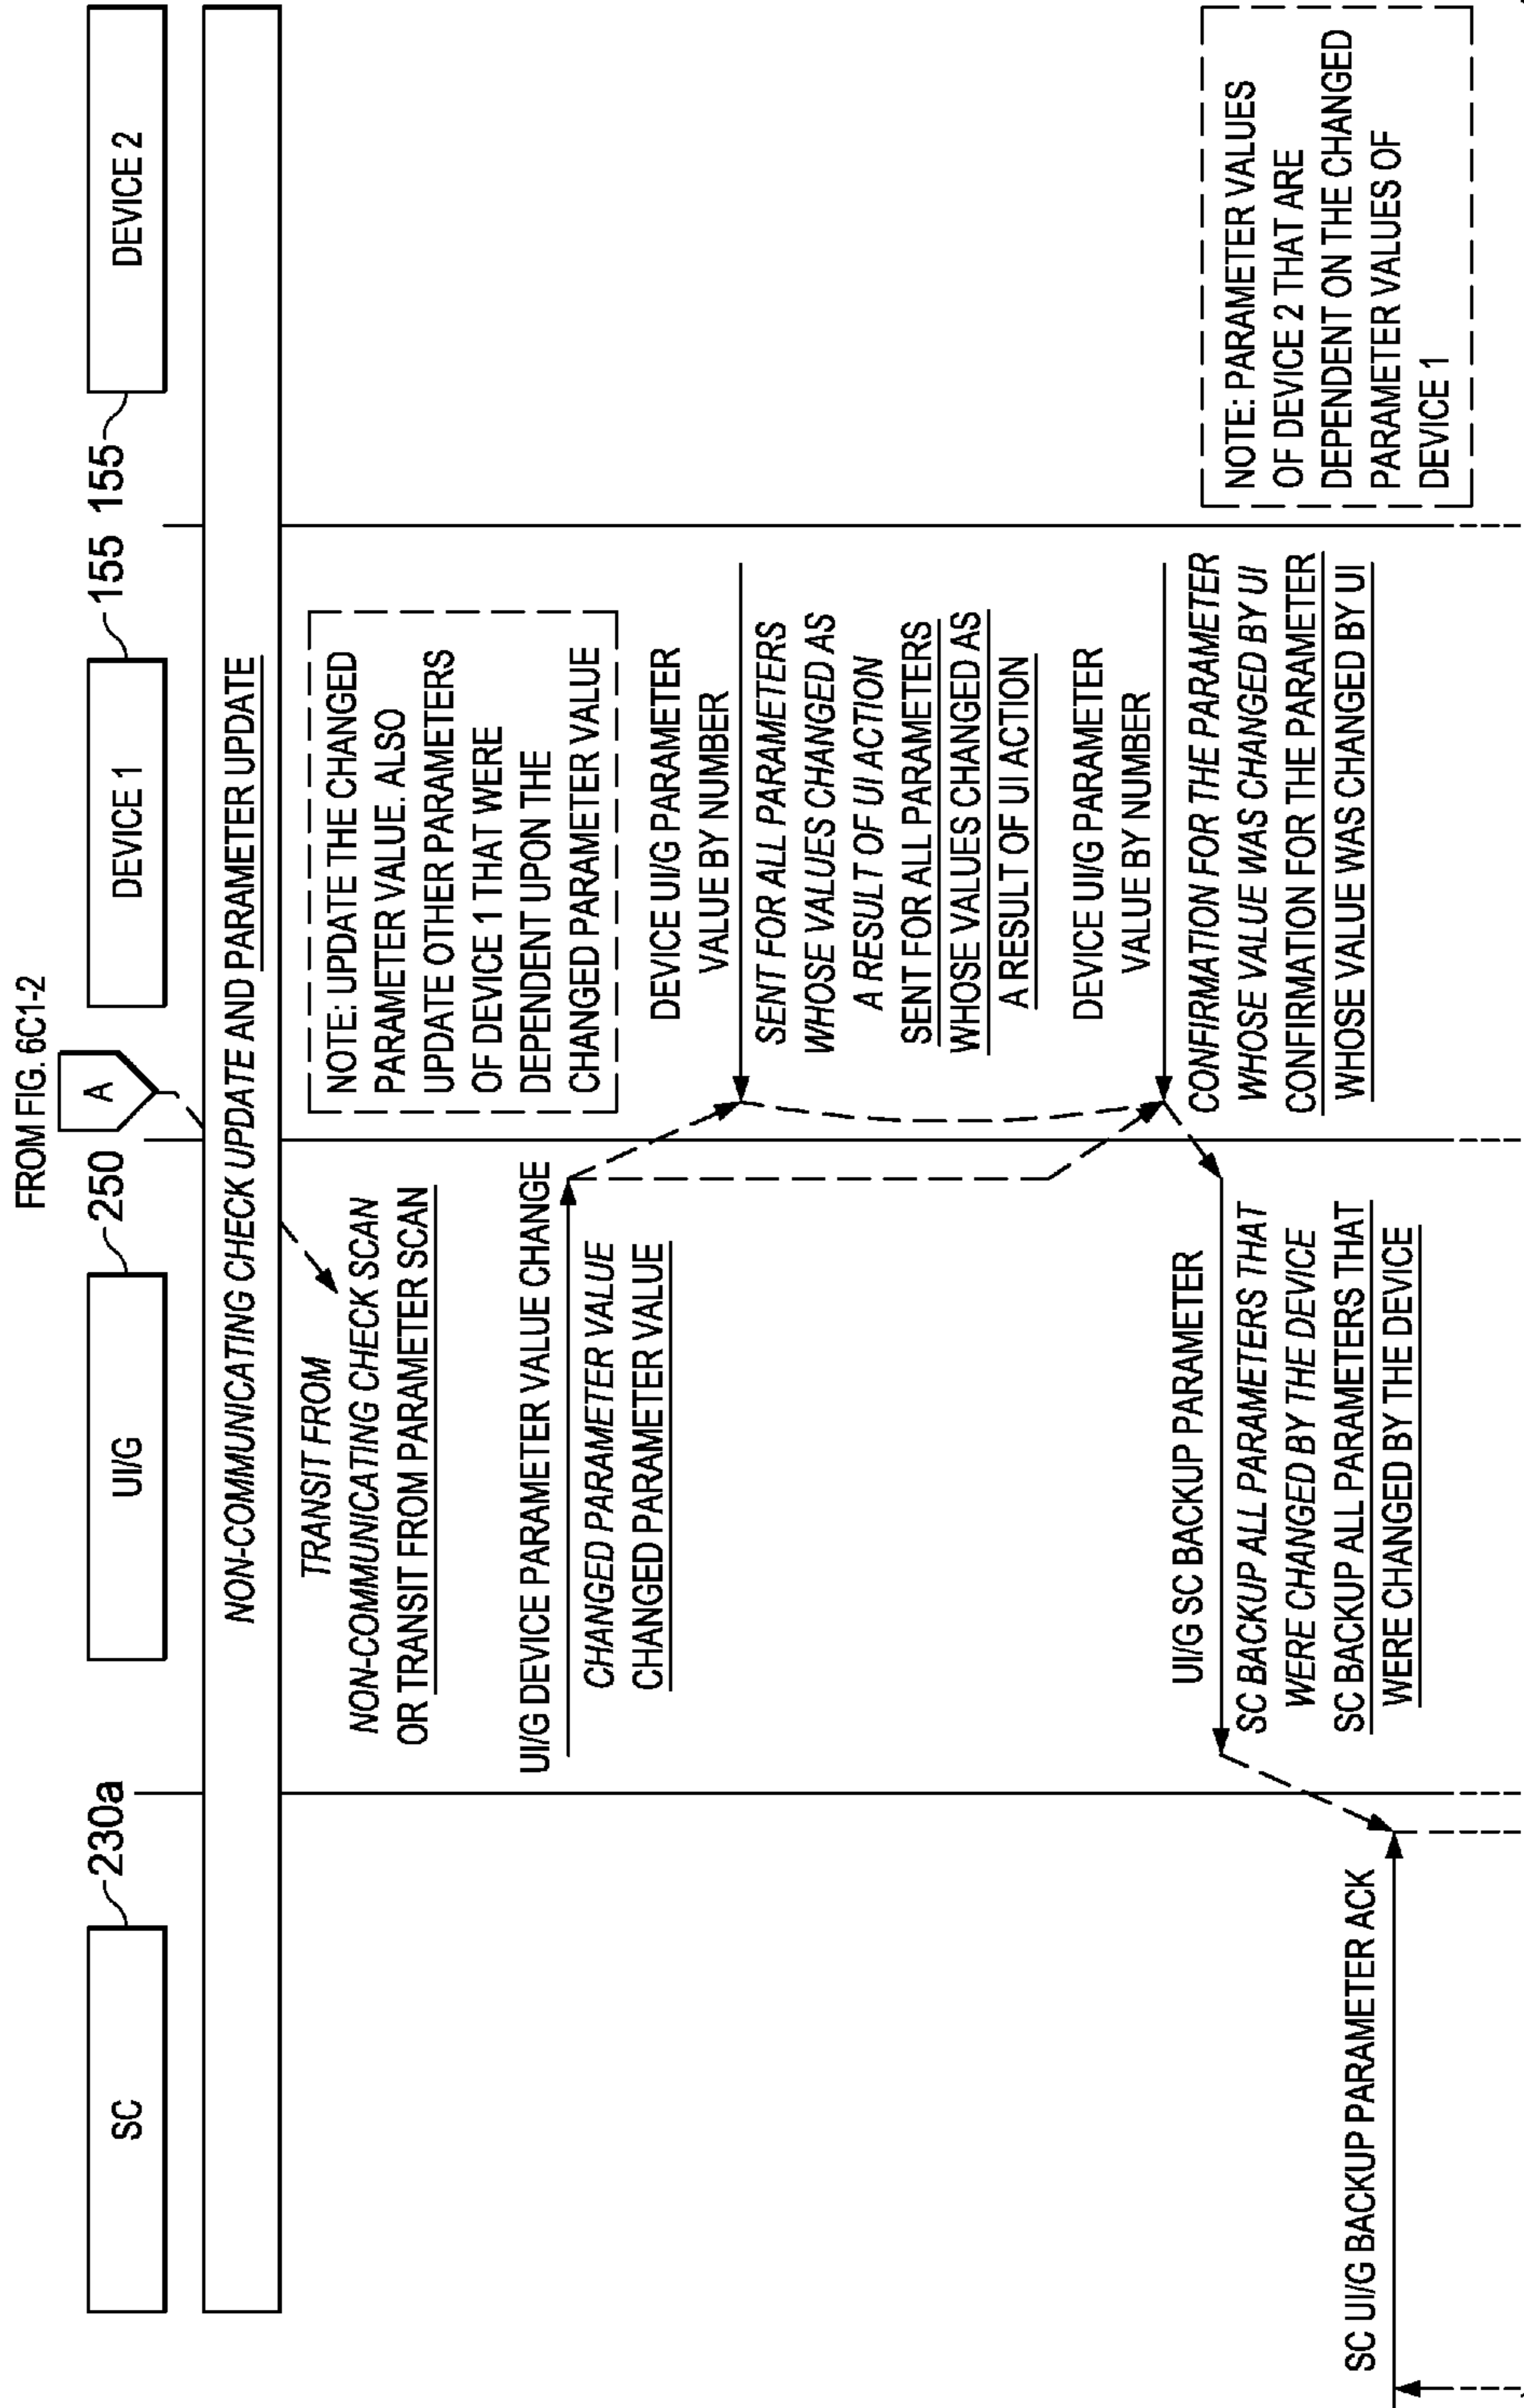 FROM FIG. 6C1-2
A
SC
230a
UI/G
250
DEVICE 1
155
155
DEVICE 2
NON-COMMUNICATING CHECK UPDATE AND PARAMETER UPDATE
TRANSIT FROM
NON-COMMUNICATING CHECK SCAN
OR TRANSIT FROM PARAMETER SCAN
NOTE: UPDATE THE CHANGED
PARAMETER VALUE. ALSO
UPDATE OTHER PARAMETERS
OF DEVICE 1 THAT WERE
DEPENDENT UPON THE
CHANGED PARAMETER VALUE
UI/G DEVICE PARAMETER VALUE CHANGE
CHANGED PARAMETER VALUE
CHANGED PARAMETER VALUE
DEVICE UI/G PARAMETER
VALUE BY NUMBER
SENT FOR ALL PARAMETERS
WHOSE VALUES CHANGED AS
A RESULT OF UI ACTION
SENT FOR ALL PARAMETERS
WHOSE VALUES CHANGED AS
A RESULT OF UI ACTION
DEVICE UI/G PARAMETER
VALUE BY NUMBER
CONFIRMATION FOR THE PARAMETER
WHOSE VALUE WAS CHANGED BY UI
CONFIRMATION FOR THE PARAMETER
WHOSE VALUE WAS CHANGED BY UI
UI/G SC BACKUP PARAMETER
SC BACKUP ALL PARAMETERS THAT
WERE CHANGED BY THE DEVICE
SC BACKUP ALL PARAMETERS THAT
WERE CHANGED BY THE DEVICE
NOTE: PARAMETER VALUES
OF DEVICE 2 THAT ARE
DEPENDENT ON THE CHANGED
PARAMETER VALUES OF
DEVICE 1
SC UI/G BACKUP PARAMETER ACK